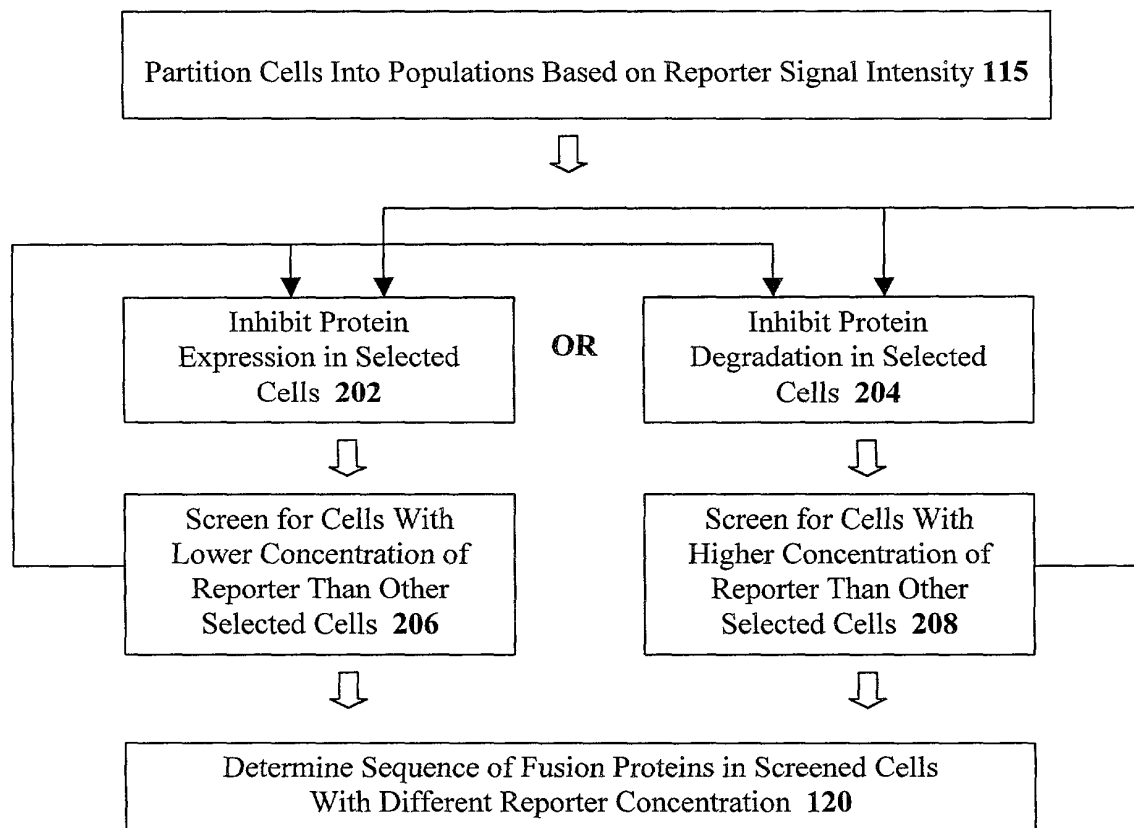 Partition Cells Into Populations Based on Reporter Signal Intensity 115
Inhibit Protein
Expression in Selected
Cells 202
OR
Inhibit Protein
Degradation in Selected
Cells 204
Screen for Cells With
Lower Concentration of
Reporter Than Other
Selected Cells 206
Screen for Cells With
Higher Concentration of
Reporter Than Other
Selected Cells 208
Determine Sequence of Fusion Proteins in Screened Cells
With Different Reporter Concentration 120